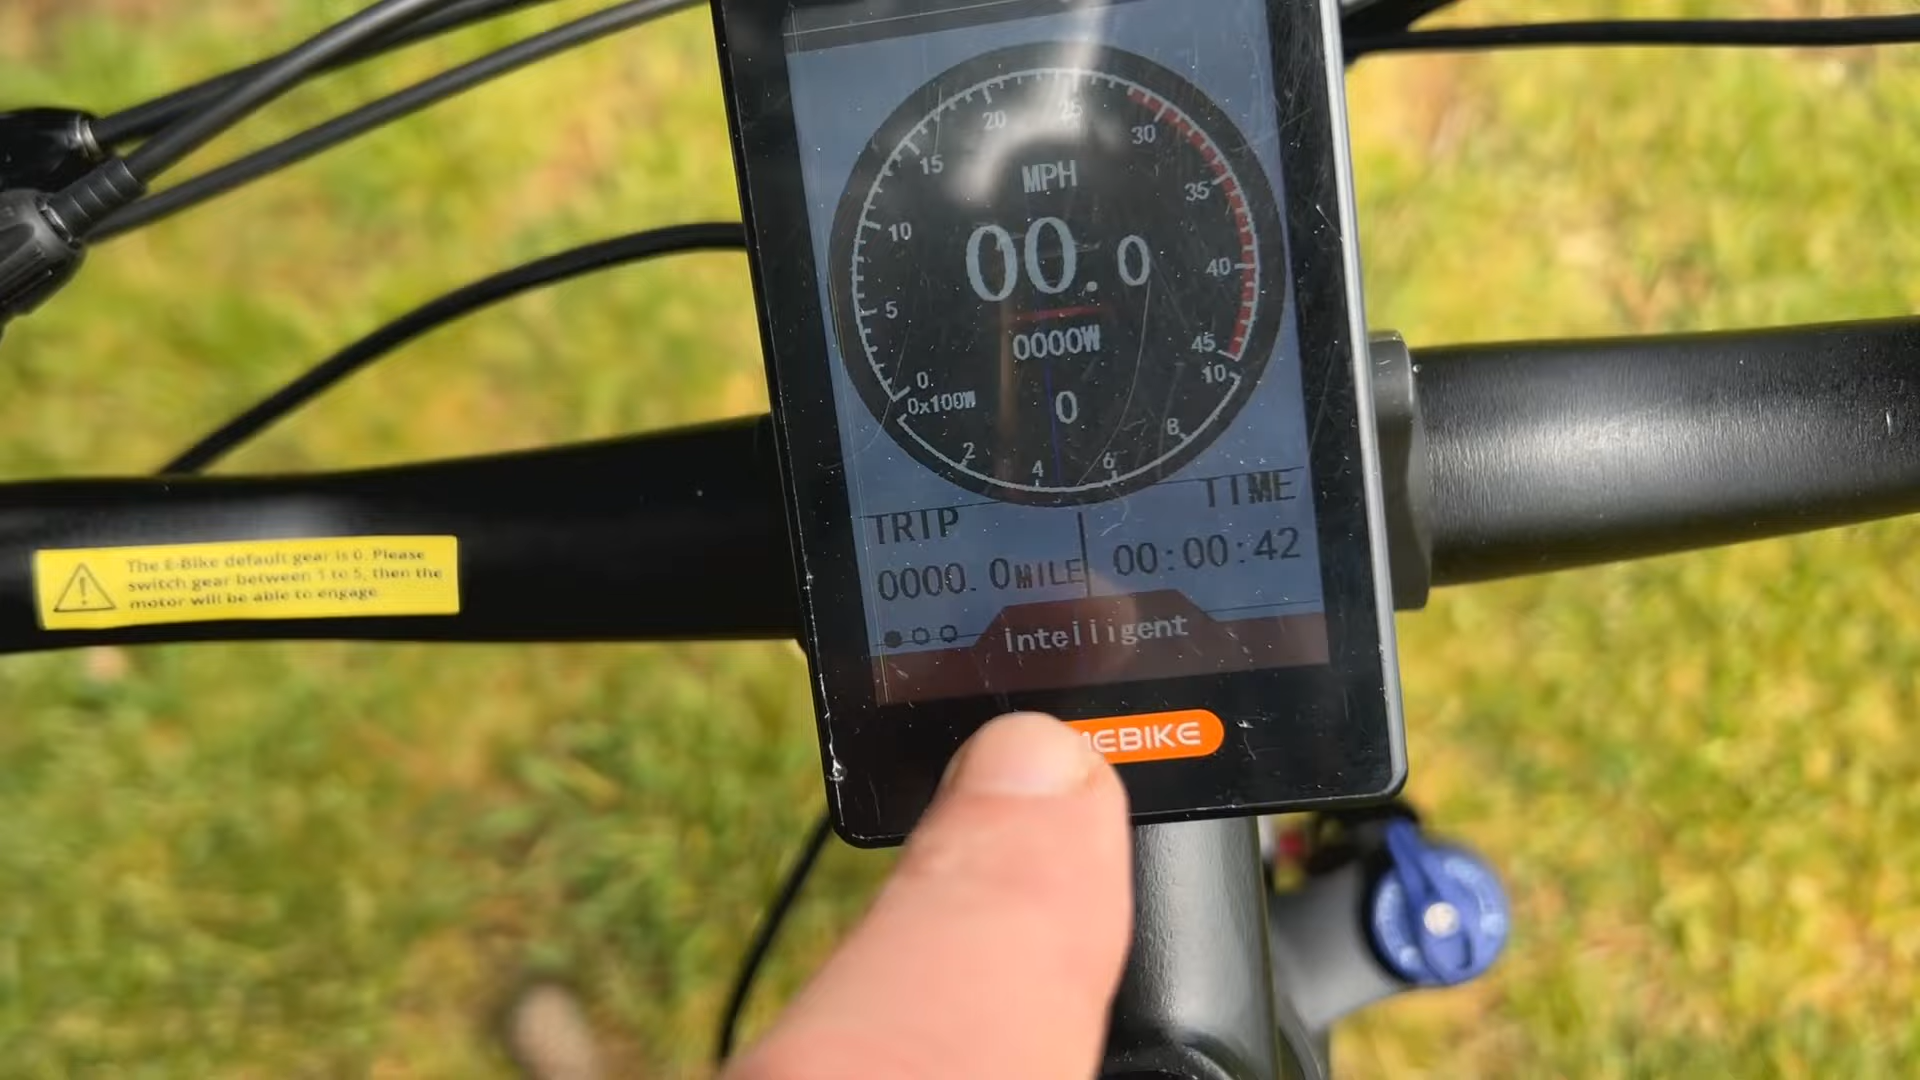 20 25 30
15 MPH 35
10 00.0 40
5 0000W 45
0 0 10
0x100W 2 4 6 8
TRIP TIME
0000.0MILE 00:00:42
intelligent
EBIKE
The E-Bike default gear is 0. Please
switch gear between 1 to 5, then the
motor will be able to engage